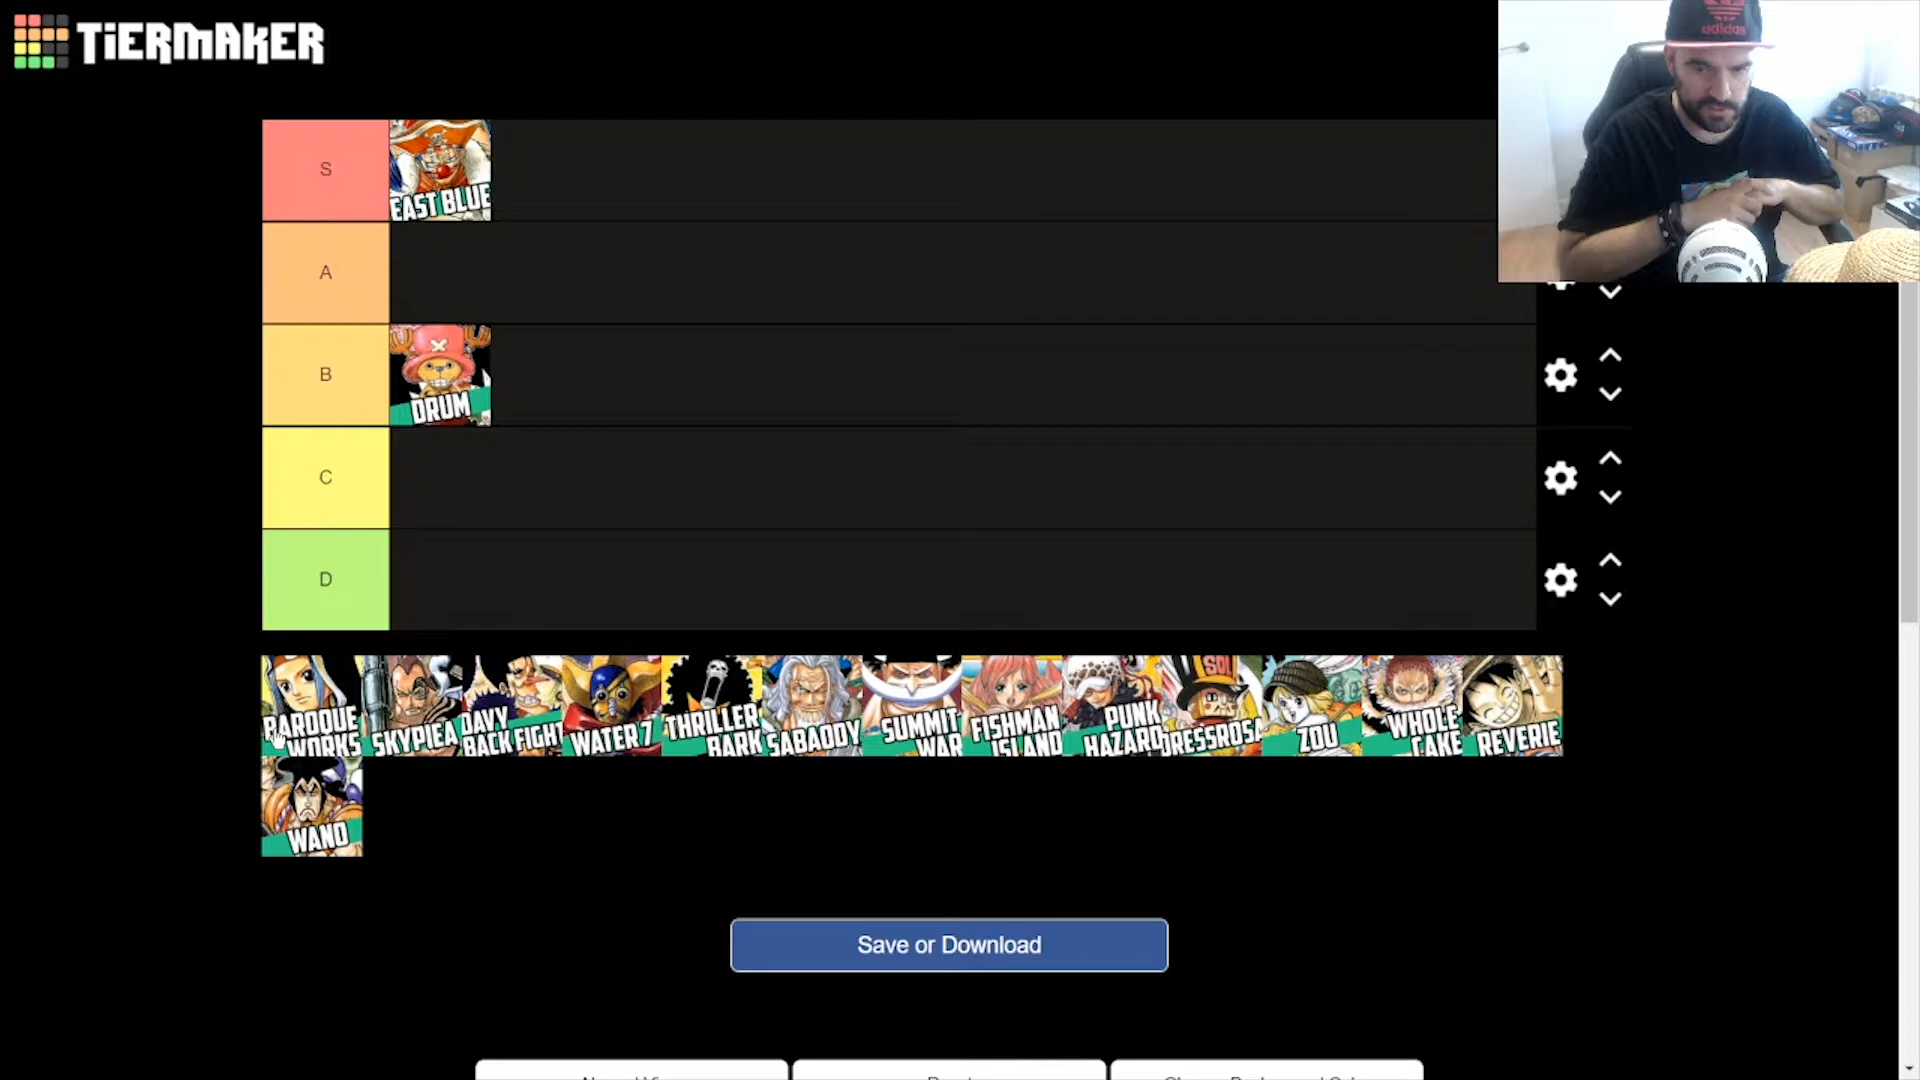 TiERMAKER
adidas
S
EAST BLUE
A
B
DRUM
C
D
BAROQUE WORKS
SKYPIEA
DAVY BACK FIGHT
WATER 7
THRILLER BARK
SABAODY
SUMMIT WAR
FISHMAN ISLAND
PUNK HAZARD
DRESSROSA
ZOU
WHOLE CAKE
REVERIE
WANO
Save or Download